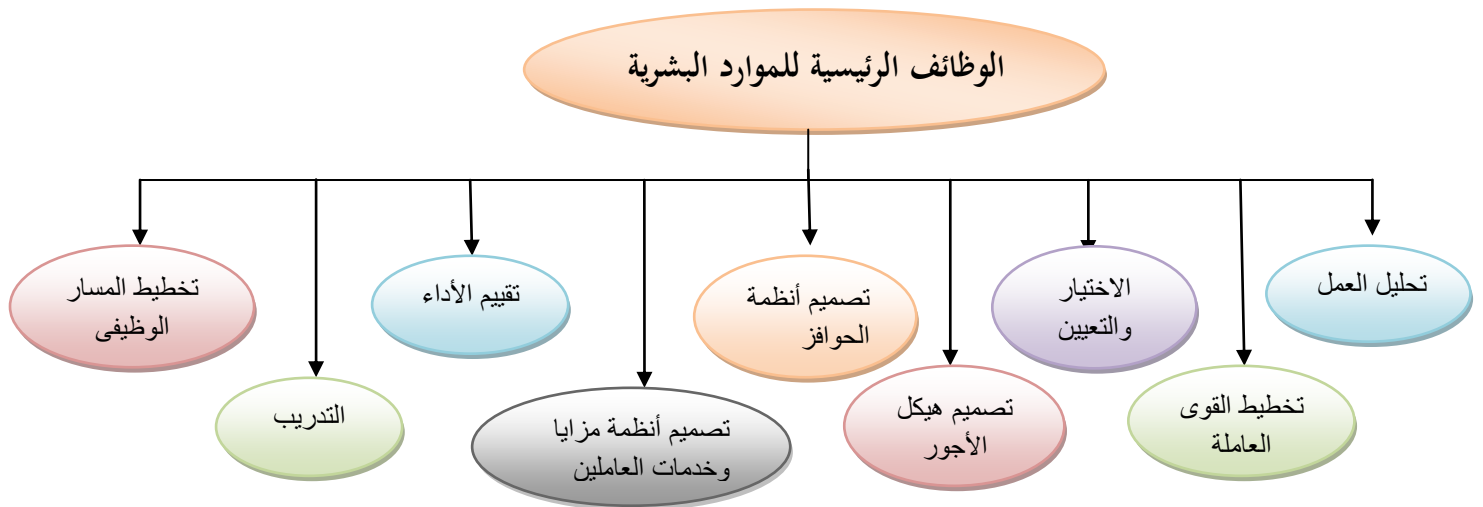 الوظائف الرئيسية للموارد البشرية
تحليل العمل
تخطيط القوى
العاملة
الاختيار
والتعيين
تصميم هيكل
الأجور
تصميم أنظمة
الحوافز
تصميم أنظمة مزايا
وخدمات العاملين
تقييم الأداء
التدريب
تخطيط المسار
الوظيفى